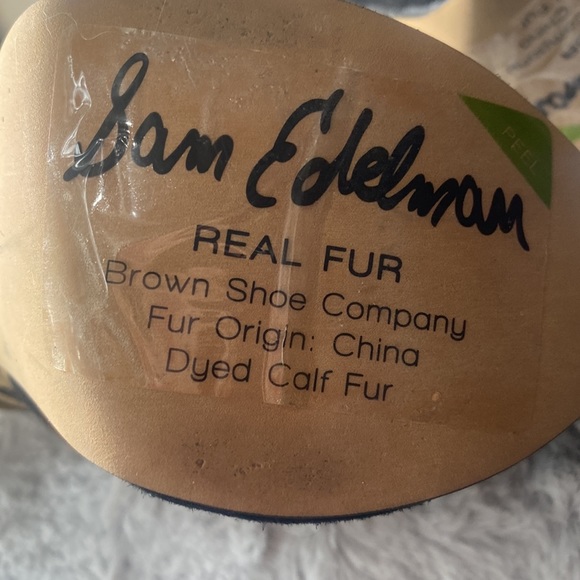 Sam Edelman
PEEL
REAL FUR
Brown Shoe Company
Fur Origin: China
Dyed Calf Fur